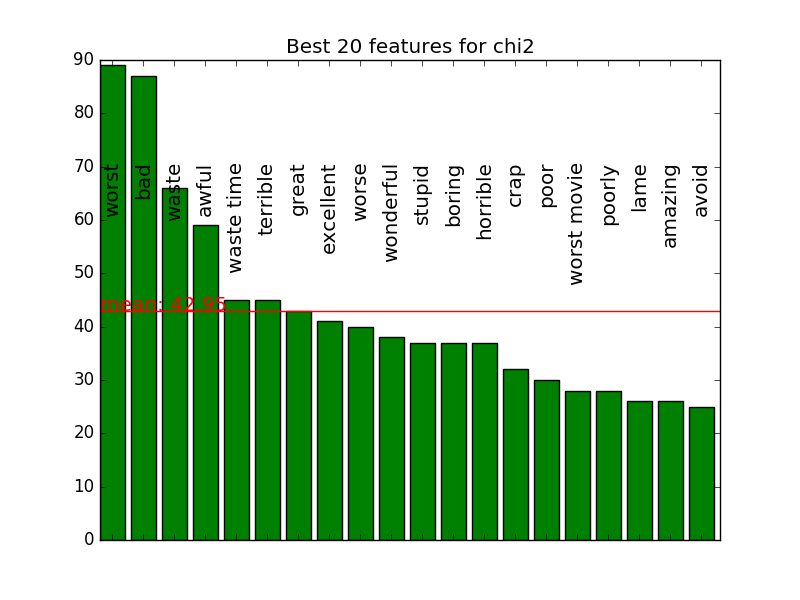 Best 20 features for chi2
90
80
70
60
50
40
30
20
10
0
worst
bad
waste
awful
waste time
terrible
great
excellent
worse
wonderful
stupid
boring
horrible
crap
poor
worst movie
poorly
lame
amazing
avoid
mean: 42.95